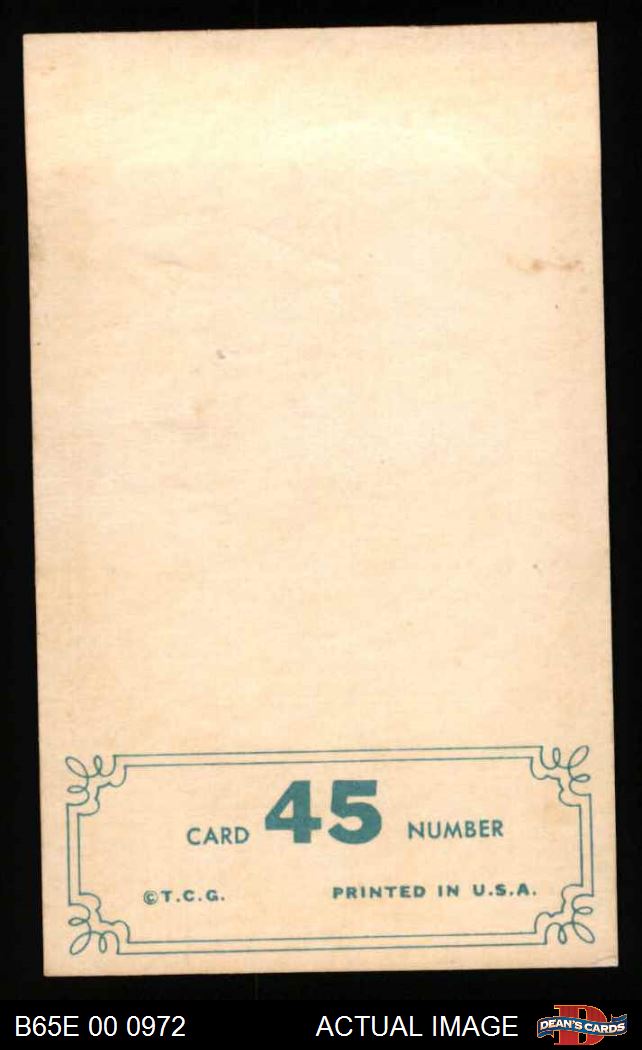 CARD 45 NUMBER
©T.C.G. PRINTED IN U.S.A.
B65E 00 0972 ACTUAL IMAGE D DEAN'S CARDS